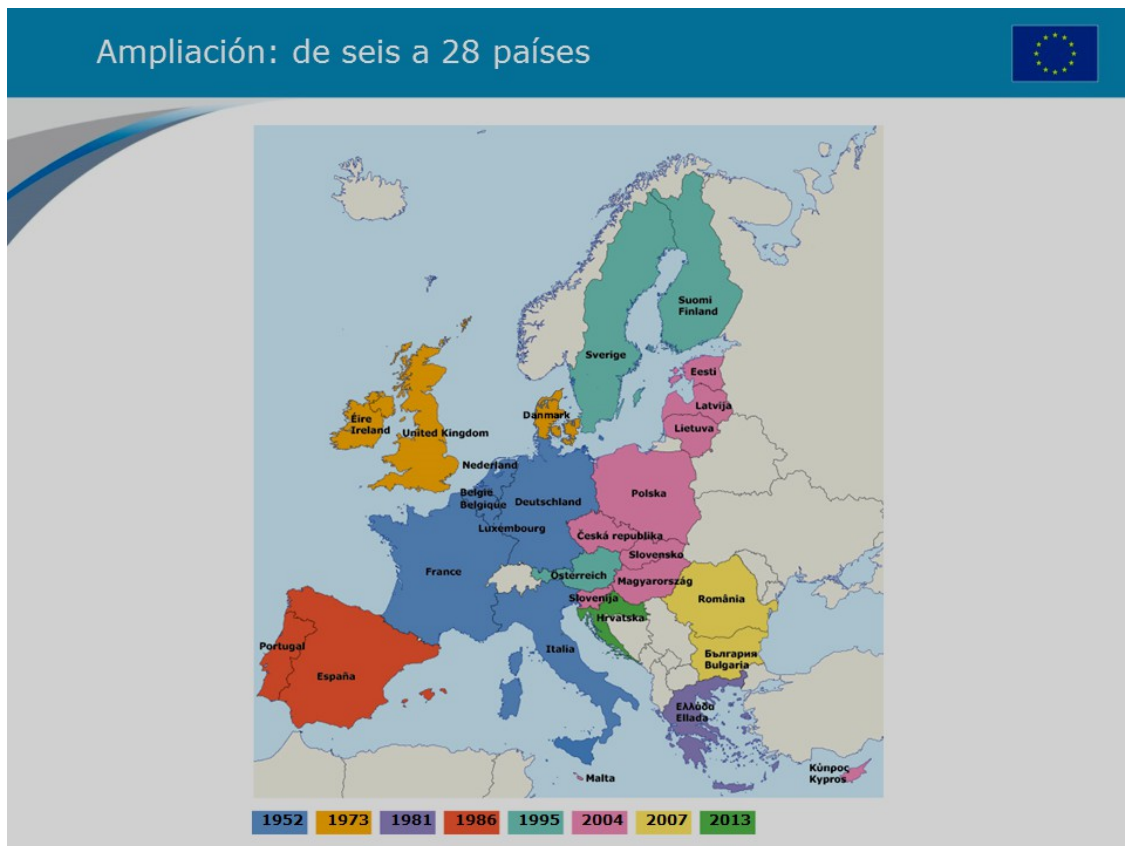 Ampliación: de seis a 28 países
Suomi
Finland
Sverige
Eesti
Latvija
Lietuva
Danmark
Éire
Ireland
United Kingdom
Nederland
België
Belgique
Deutschland
Polska
Luxembourg
Česká republika
Slovensko
France
Österreich
Magyarország
Slovenija
România
Hrvatska
Portugal
Italia
България
Bulgaria
España
Ελλάδα
Ellada
Κύπρος
Kypros
Malta
1952 1973 1981 1986 1995 2004 2007 2013